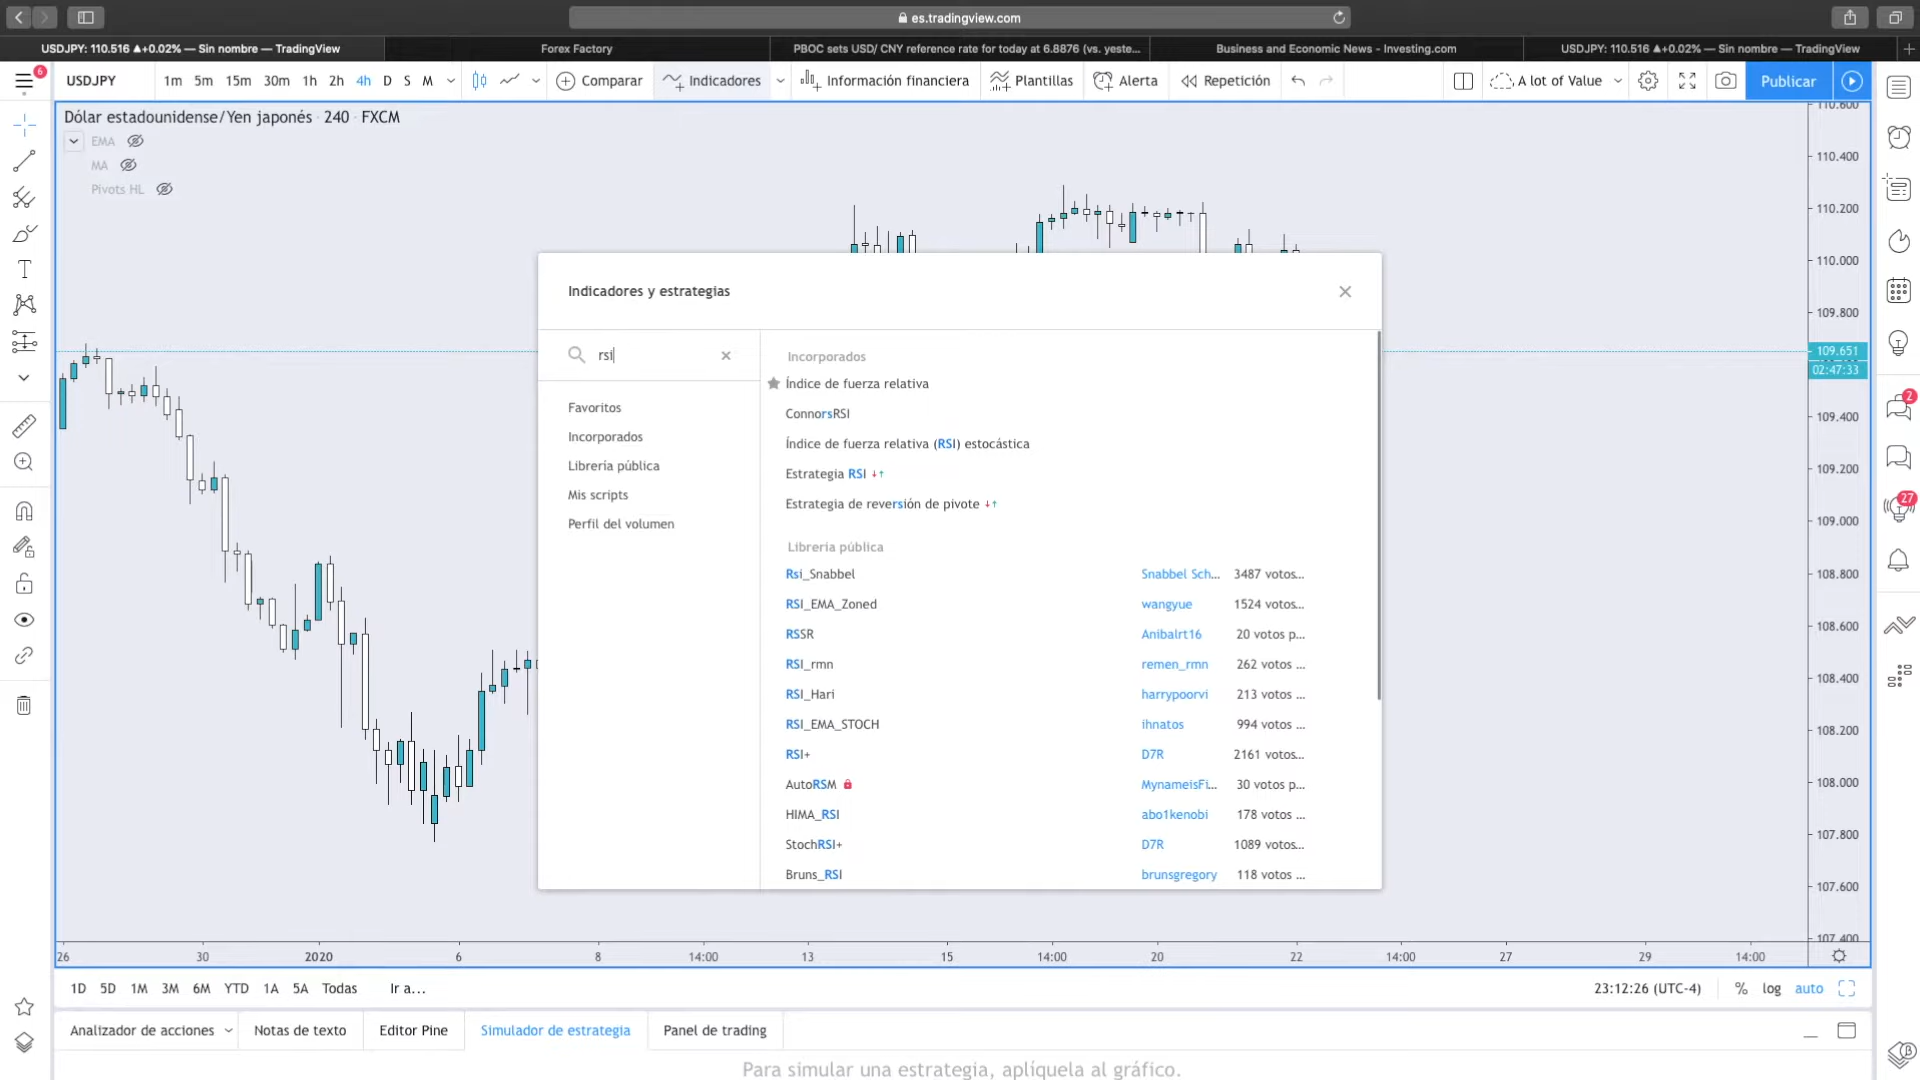 es.tradingview.com
USDJPY: 110.516 ▲+0.02% — Sin nombre — TradingView
Forex Factory
PBOC sets USD/ CNY reference rate for today at 6.8876 (vs. yeste...
Business and Economic News - Investing.com
USDJPY: 110.516 ▲+0.02% — Sin nombre — TradingView
6
USDJPY
1m 5m 15m 30m 1h 2h 4h D S M
Comparar
Indicadores
Información financiera
Plantillas
Alerta
Repetición
A lot of Value
Publicar
Dólar estadounidense/Yen japonés · 240 · FXCM
EMA
MA
Pivots HL
110.600
110.400
110.200
110.000
109.800
109.651
02:47:33
109.400
109.200
109.000
108.800
108.600
108.400
108.200
108.000
107.800
107.600
107.400
Indicadores y estrategias
rsi
Favoritos
Incorporados
Librería pública
Mis scripts
Perfil del volumen
Incorporados
Índice de fuerza relativa
ConnorsRSI
Índice de fuerza relativa (RSI) estocástica
Estrategia RSI ↓↑
Estrategia de reversión de pivote ↓↑
Librería pública
Rsi_Snabbel Snabbel Sch... 3487 votos...
RSI_EMA_Zoned wangyue 1524 votos...
RSSR Anibalrt16 20 votos p...
RSI_rmn remen_rmn 262 votos ...
RSI_Hari harrypoorvi 213 votos ...
RSI_EMA_STOCH ihnatos 994 votos ...
RSI+ D7R 2161 votos...
AutoRSM MynameisFi... 30 votos p...
HIMA_RSI abo1kenobi 178 votos ...
StochRSI+ D7R 1089 votos...
Bruns_RSI brunsgregory 118 votos ...
2
27
26 30 2020 6 8 14:00 13 15 14:00 20 22 14:00 27 29 14:00
1D 5D 1M 3M 6M YTD 1A 5A Todas Ir a...
23:12:26 (UTC-4) % log auto
Analizador de acciones
Notas de texto
Editor Pine
Simulador de estrategia
Panel de trading
Para simular una estrategia, aplíquela al gráfico.